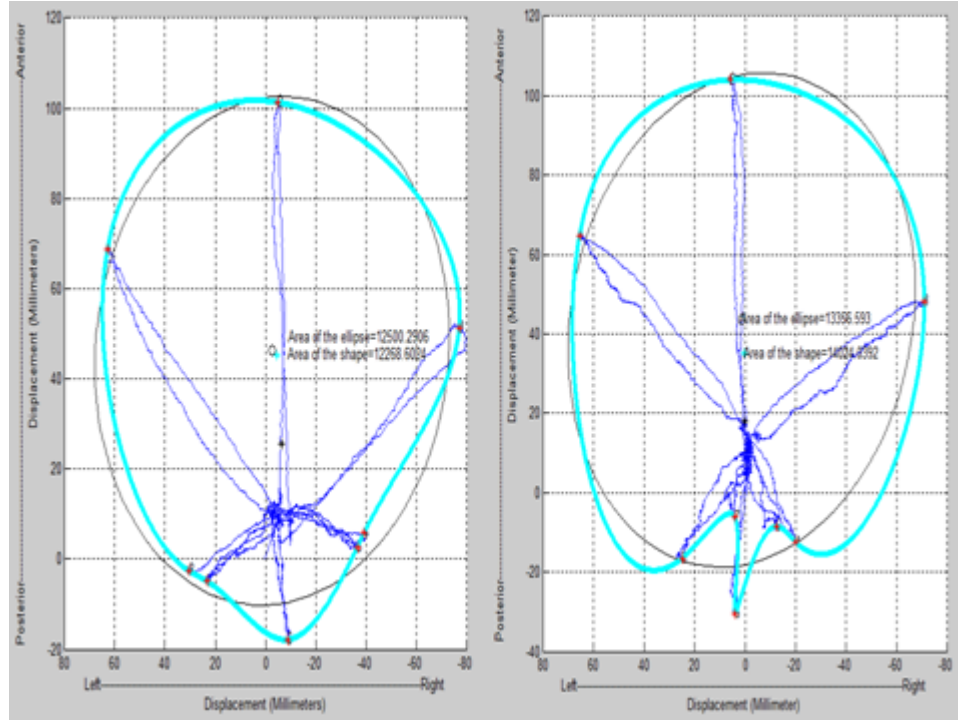 120
100
80
60
40
20
0
-20
80 60 40 20 0 -20 -40 -60 -80
Posterior Anterior
Displacement (Millimeters)
Area of the ellipse=12500.2906
Left Right
Displacement (Millimeters)
120
100
80
60
40
20
0
-20
-40
80 60 40 20 0 -20 -40 -60 -80
Posterior Anterior
Displacement (Millimeter)
Area of the ellipse=13356.593
Area of the shape=
Left Right
Displacement (Millimeter)